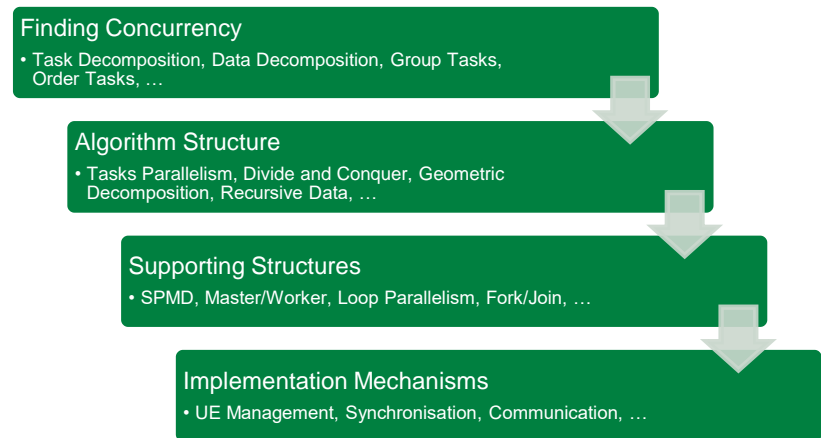 Finding Concurrency
• Task Decomposition, Data Decomposition, Group Tasks,
Order Tasks, …
Algorithm Structure
• Tasks Parallelism, Divide and Conquer, Geometric
Decomposition, Recursive Data, …
Supporting Structures
• SPMD, Master/Worker, Loop Parallelism, Fork/Join, …
Implementation Mechanisms
• UE Management, Synchronisation, Communication, …